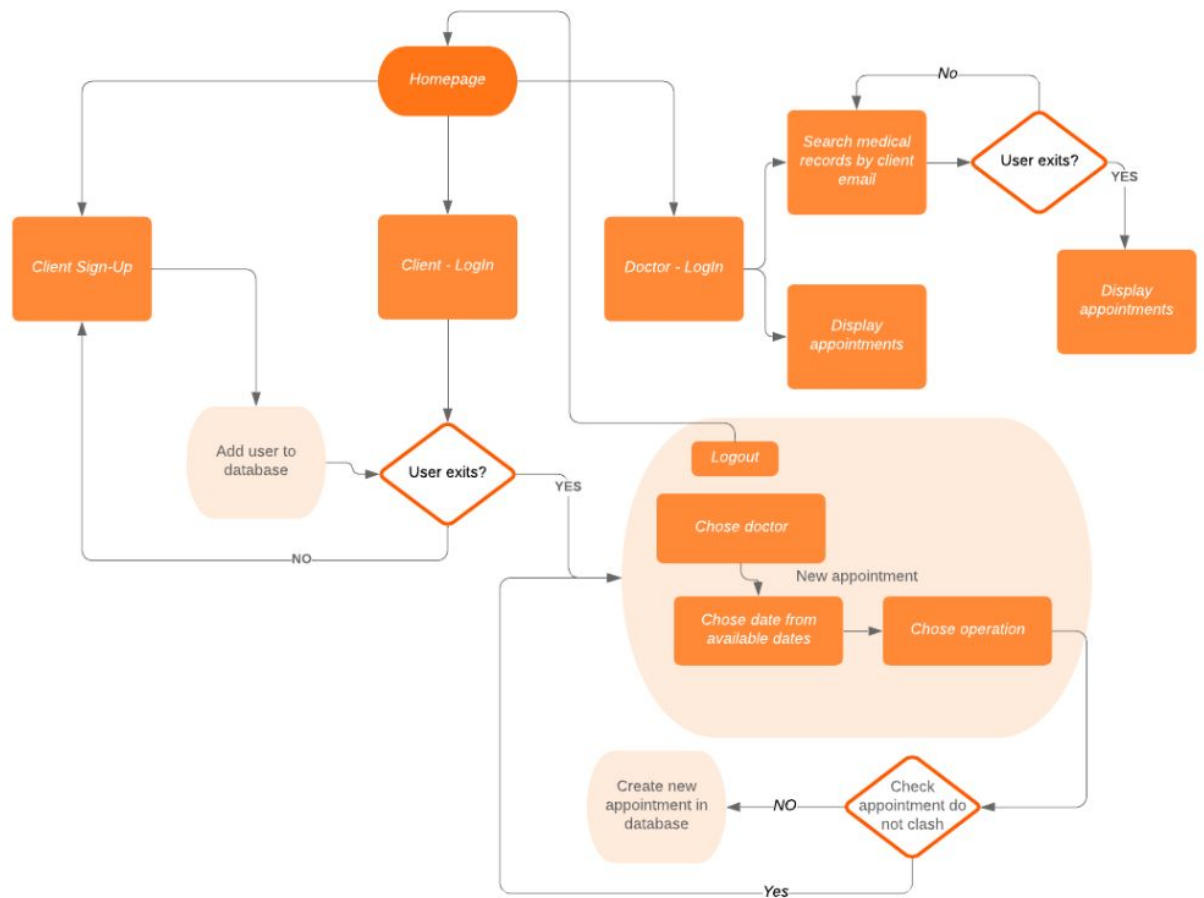 Homepage
No
Search medical
records by client
email
User exits?
YES
Client Sign-Up
Client - LogIn
Doctor - LogIn
Display
appointments
Display
appointments
Add user to
database
User exits?
YES
NO
Logout
Chose doctor
New appointment
Chose date from
available dates
Chose operation
Create new
appointment in
database
NO
Check
appointment do
not clash
Yes